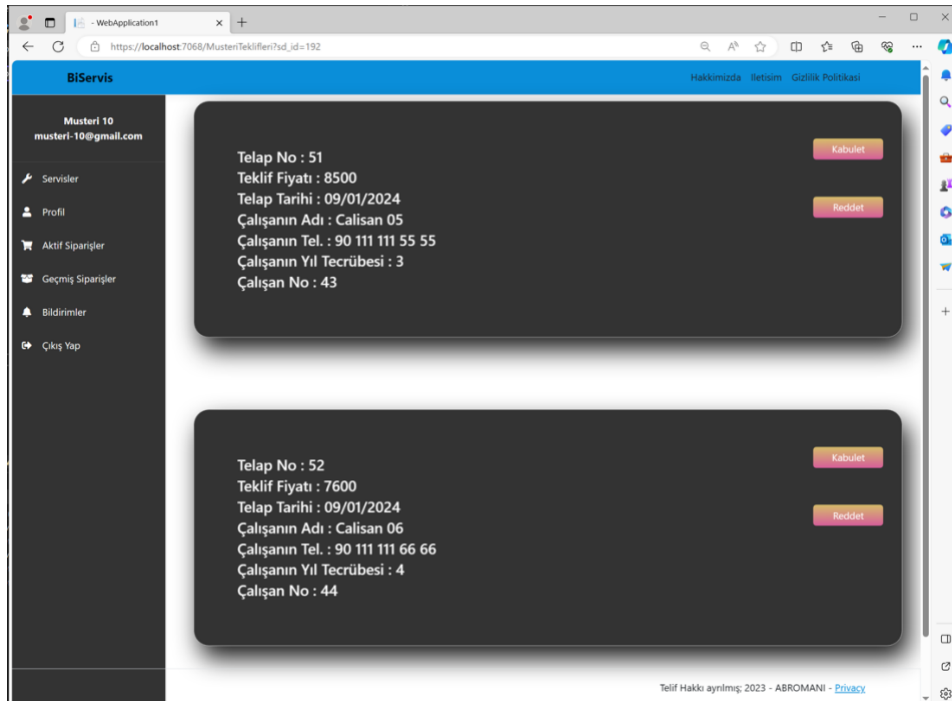 - WebApplication1
https://localhost:7068/MusteriTeklifleri?sd_id=192
BiServis
Hakkimizda Iletisim Gizlilik Politikasi
Musteri 10
musteri-10@gmail.com
Servisler
Profil
Aktif Siparişler
Geçmiş Siparişler
Bildirimler
Çıkış Yap
Telap No : 51
Teklif Fiyatı : 8500
Telap Tarihi : 09/01/2024
Çalışanın Adı : Calisan 05
Çalışanın Tel. : 90 111 111 55 55
Çalışanın Yıl Tecrübesi : 3
Çalışan No : 43
Kabulet
Reddet
Telap No : 52
Teklif Fiyatı : 7600
Telap Tarihi : 09/01/2024
Çalışanın Adı : Calisan 06
Çalışanın Tel. : 90 111 111 66 66
Çalışanın Yıl Tecrübesi : 4
Çalışan No : 44
Kabulet
Reddet
Telif Hakkı ayrılmış; 2023 - ABROMANI - Privacy